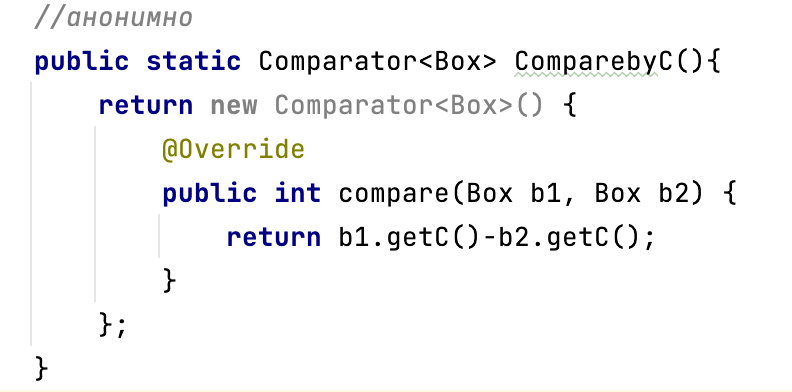 //анонимно
public static Comparator<Box> ComparebyC(){
return new Comparator<Box>() {
@Override
public int compare(Box b1, Box b2) {
return b1.getC()-b2.getC();
}
};
}